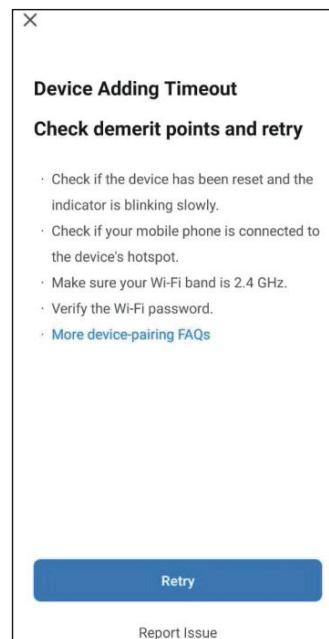 Device Adding Timeout
Check demerit points and retry
· Check if the device has been reset and the
indicator is blinking slowly.
· Check if your mobile phone is connected to
the device's hotspot.
· Make sure your Wi-Fi band is 2.4 GHz.
· Verify the Wi-Fi password.
· More device-pairing FAQs
Retry
Report Issue